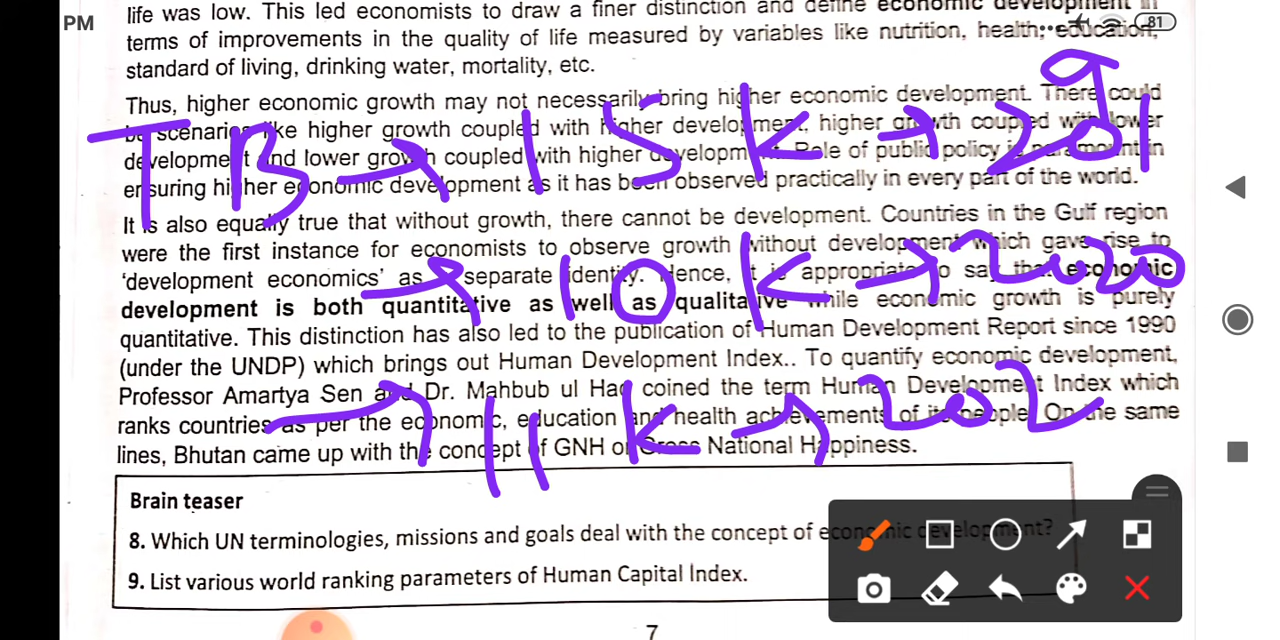 life was low. This led economists to draw a finer distinction and define economic development in
PM
81
terms of improvements in the quality of life measured by variables like nutrition, health, education,
standard of living, drinking water, mortality, etc.
Thus, higher economic growth may not necessarily bring higher economic development. There could
be scenarios like higher growth coupled with higher development, higher growth coupled with lower
development and lower growth coupled with higher development. Role of public policy is paramount in
ensuring higher economic development as it has been observed practically in every part of the world.
TB → 15 K → 2019
It is also equally true that without growth, there cannot be development. Countries in the Gulf region
were the first instance for economists to observe growth without development which gave rise to
'development economics' as a separate identity. Hence, it is appropriate to say that economic
development is both quantitative as well as qualitative while economic growth is purely
→ 10 K → 2020
quantitative. This distinction has also led to the publication of Human Development Report since 1990
(under the UNDP) which brings out Human Development Index.. To quantify economic development,
Professor Amartya Sen and Dr. Mahbub ul Haq coined the term Human Development Index which
ranks countries as per the economic, education and health achievements of its people. On the same
lines, Bhutan came up with the concept of GNH or Gross National Happiness.
→ 11 K → 202
Brain teaser
8. Which UN terminologies, missions and goals deal with the concept of economic development?
9. List various world ranking parameters of Human Capital Index.
7